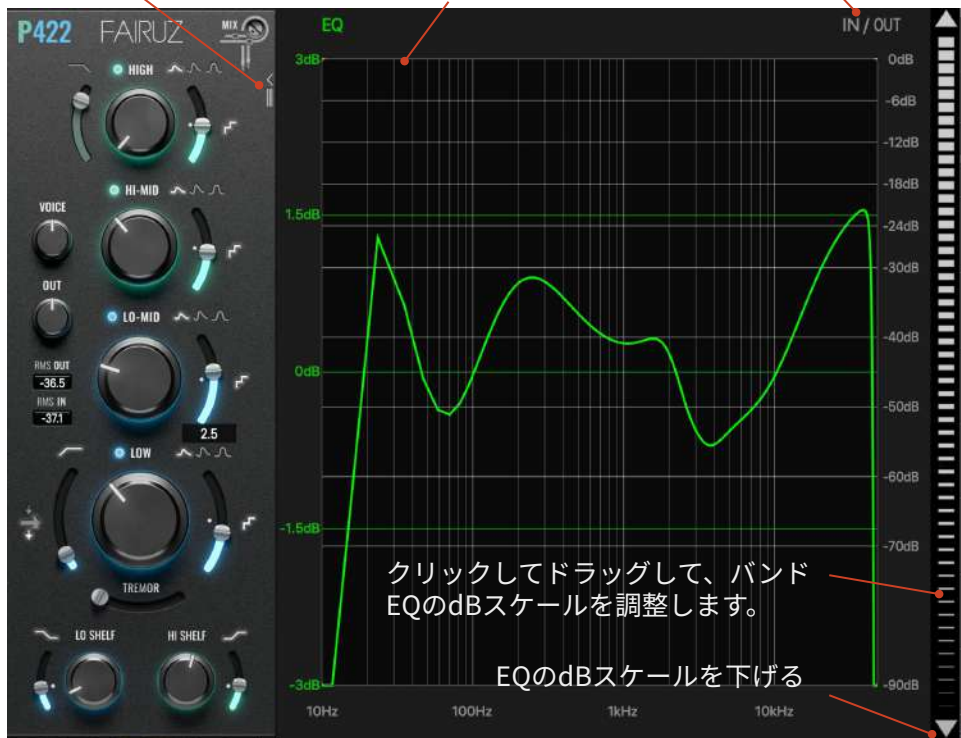 P422
FAIRUZ
MIX
EQ
IN / OUT
3dB
0dB
HIGH
-6dB
-12dB
-18dB
HI-MID
VOICE
1.5dB
-24dB
-30dB
OUT
LO-MID
-40dB
RMS OUT
-36.5
0dB
RMS IN
-37.1
-50dB
2.5
LOW
-60dB
-1.5dB
-70dB
クリックしてドラッグして、バンド
EQのdBスケールを調整します。
TREMOR
LO SHELF
HI SHELF
EQのdBスケールを下げる
-3dB
-90dB
10Hz
100Hz
1kHz
10kHz